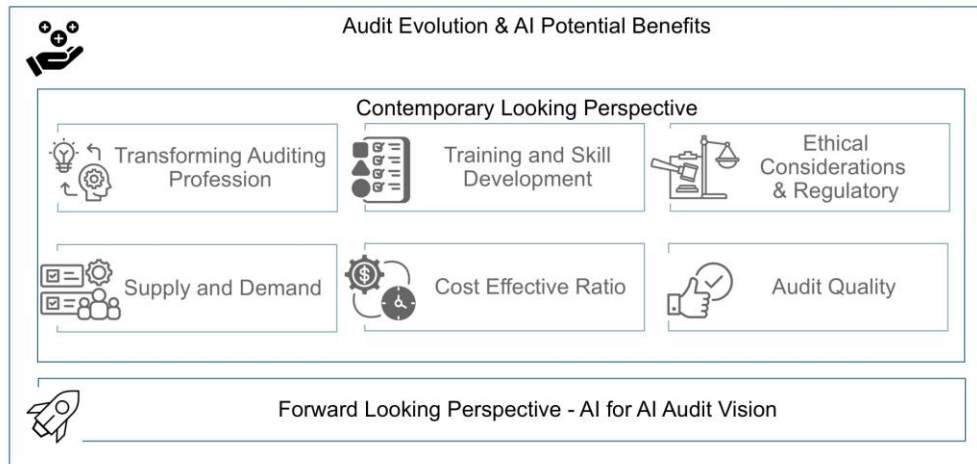 Audit Evolution & AI Potential Benefits
Contemporary Looking Perspective
Transforming Auditing
Profession
Training and Skill
Development
Ethical
Considerations
& Regulatory
Supply and Demand
Cost Effective Ratio
Audit Quality
Forward Looking Perspective - AI for AI Audit Vision